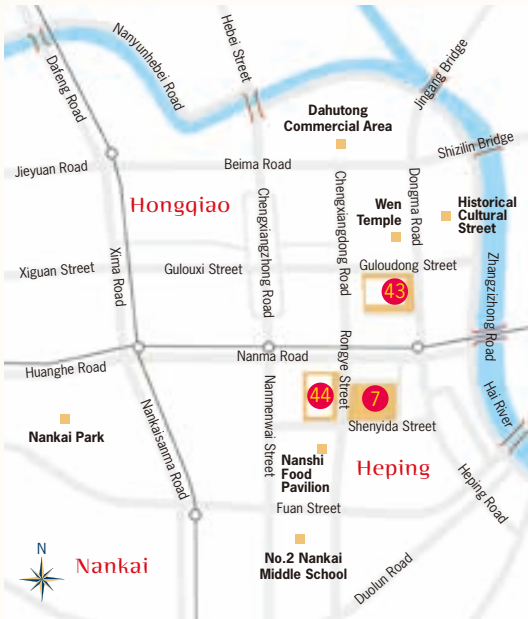 Hebei Street
Nanyunhebei Road
Dafeng Road
Jingang Bridge
Dahutong
Commercial Area
Shizilin Bridge
Jieyuan Road
Beima Road
Hongqiao
Chengxiangzhong Road
Chengxiangdong Road
Wen
Temple
Dongma Road
Historical
Cultural
Street
Xima Road
Xiguan Street
Gulouxi Street
Guloudong Street
Zhangzizhong Road
43
Nanma Road
Rongye Street
Huanghe Road
Hai River
44
7
Nanmenwai Street
Shenyida Street
Nankai Park
Nankaisanma Road
Nanshi
Food
Pavilion
Heping
Heping Road
Fuan Street
N
Nankai
No.2 Nankai
Middle School
Duolun Road